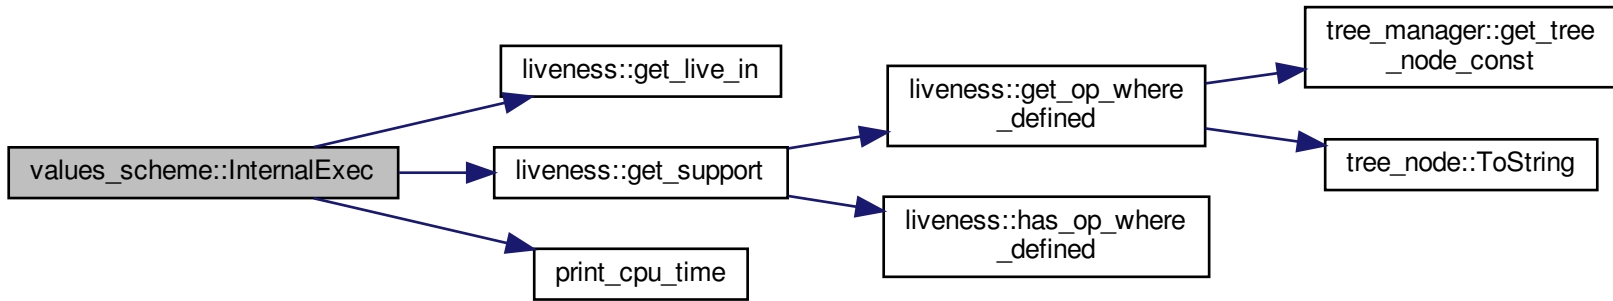 values_scheme::InternalExec
liveness::get_live_in
liveness::get_support
print_cpu_time
liveness::get_op_where
_defined
liveness::has_op_where
_defined
tree_manager::get_tree
_node_const
tree_node::ToString